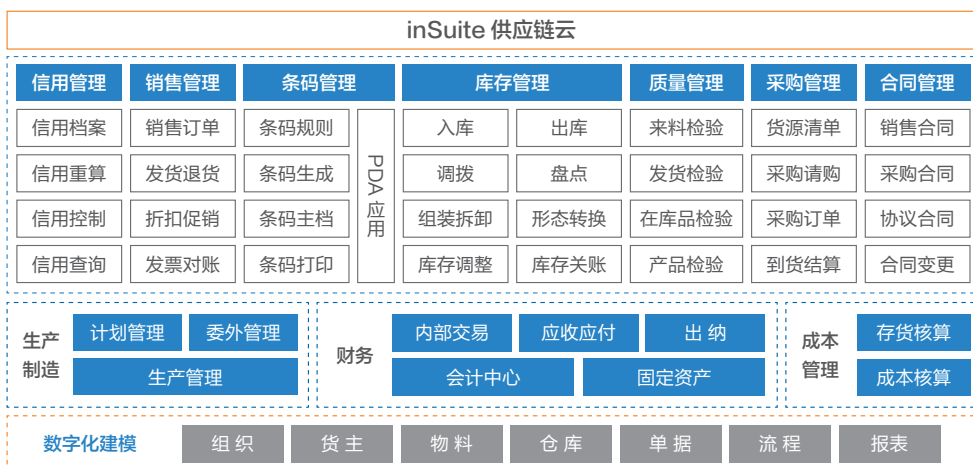 inSuite 供应链云
信用管理 销售管理 条码管理 库存管理 质量管理 采购管理 合同管理
信用档案 销售订单 条码规则 入库 出库 来料检验 货源清单 销售合同
信用重算 发货退货 条码生成 调拨 盘点 发货检验 采购请购 采购合同
PDA应用
信用控制 折扣促销 条码主档 组装拆卸 形态转换 在库品检验 采购订单 协议合同
信用查询 发票对账 条码打印 库存调整 库存关账 产品检验 到货结算 合同变更
生产制造
计划管理 委外管理
生产管理
财务
内部交易 应收应付 出 纳
会计中心 固定资产
成本管理
存货核算
成本核算
数字化建模 组 织 货 主 物 料 仓 库 单 据 流 程 报表